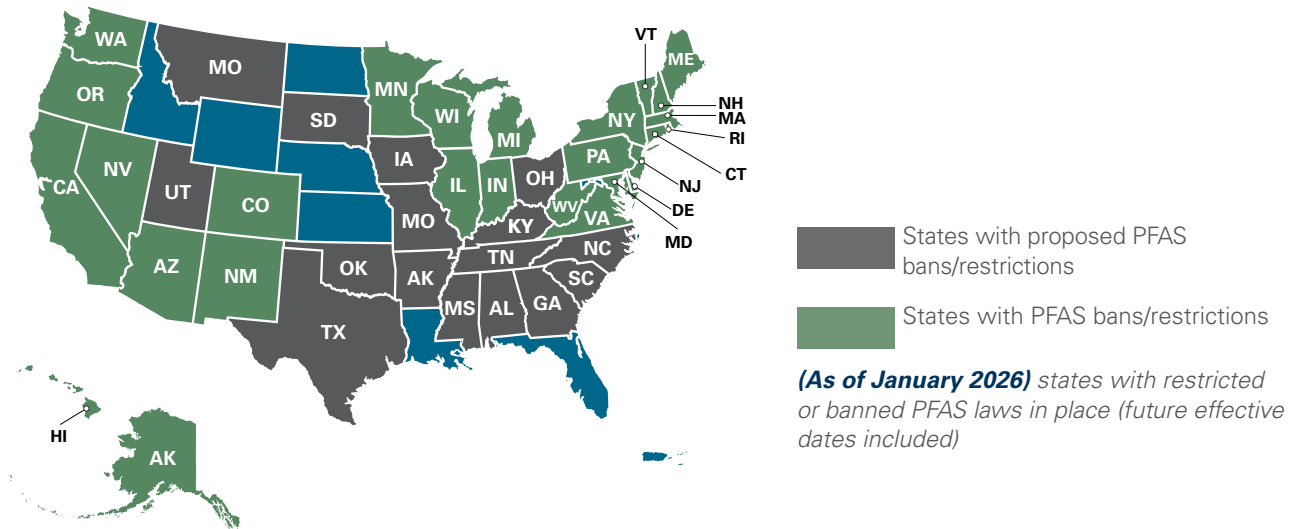 WA
MO
VT
ME
OR
MN
SD
WI
NH
MA
NY
MI
RI
NV
IA
PA
CT
CA
UT
CO
IL
IN
OH
NJ
WV
DE
MO
KY
VA
MD
AZ
NM
OK
AK
TN
NC
SC
TX
MS
AL
GA
HI
AK
States with proposed PFAS
bans/restrictions
States with PFAS bans/restrictions
(As of January 2026) states with restricted
or banned PFAS laws in place (future effective
dates included)